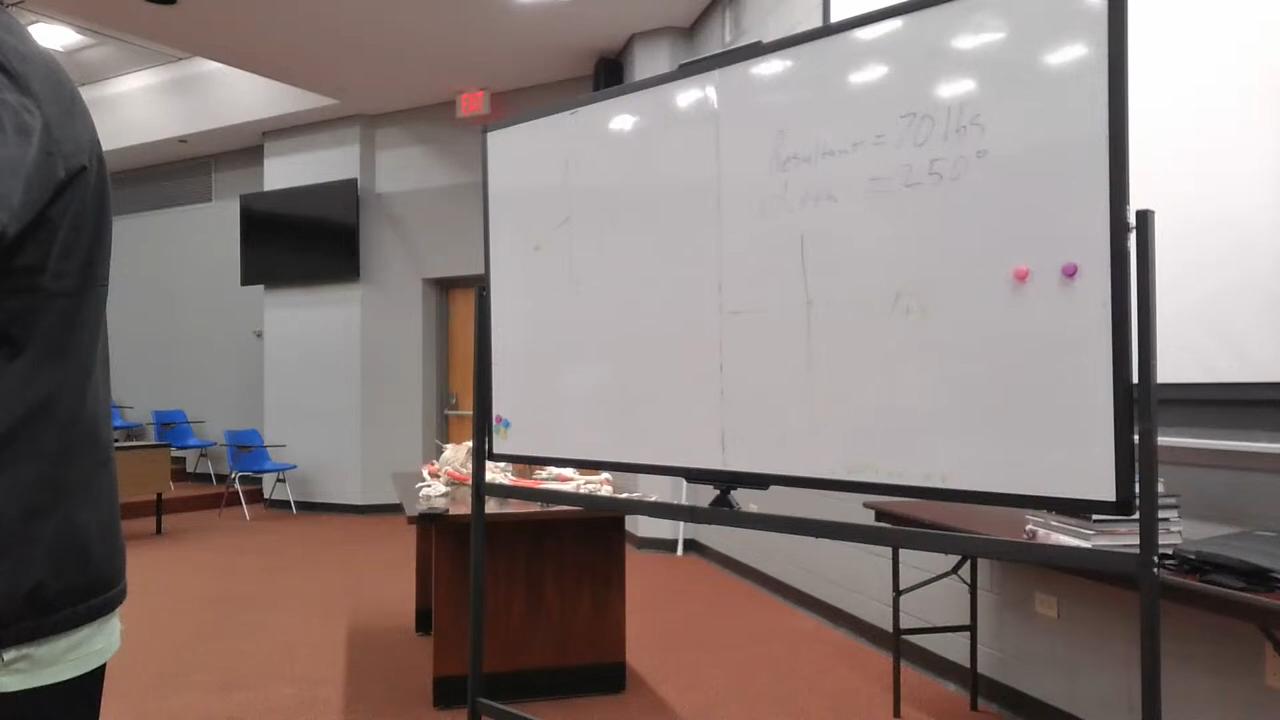 EXIT
Resultant = 70 lbs
= 250°